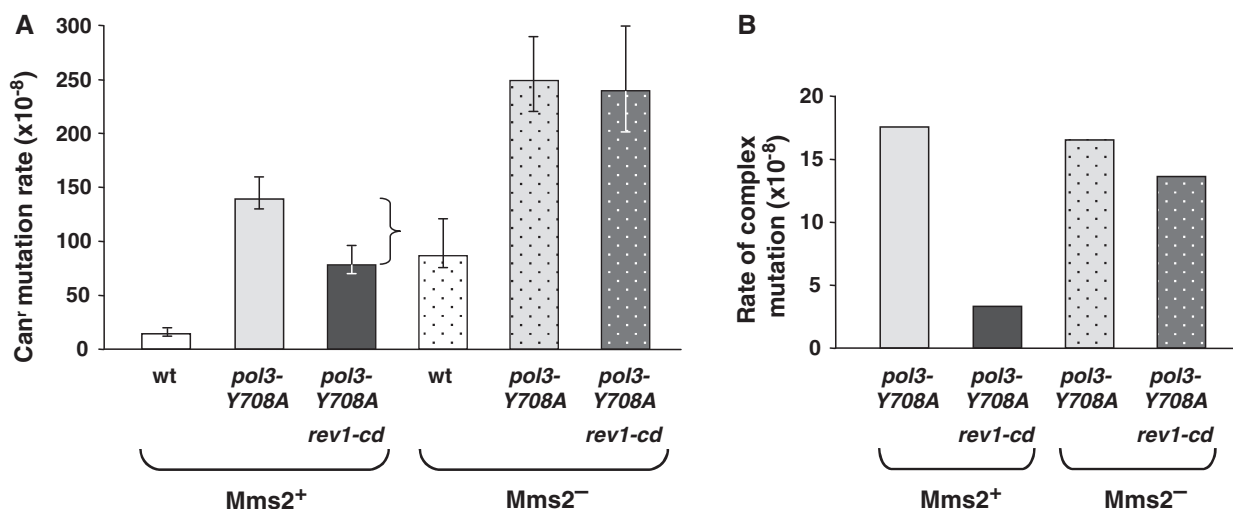 A
Canʳ mutation rate (x10⁻⁸)
300
250
200
150
100
50
0
wt
pol3-
Y708A
pol3-
Y708A
rev1-cd
wt
pol3-
Y708A
pol3-
Y708A
rev1-cd
Mms2⁺
Mms2⁻
B
Rate of complex
mutation (x10⁻⁸)
20
15
10
5
0
pol3-
Y708A
pol3-
Y708A
rev1-cd
pol3-
Y708A
pol3-
Y708A
rev1-cd
Mms2⁺
Mms2⁻